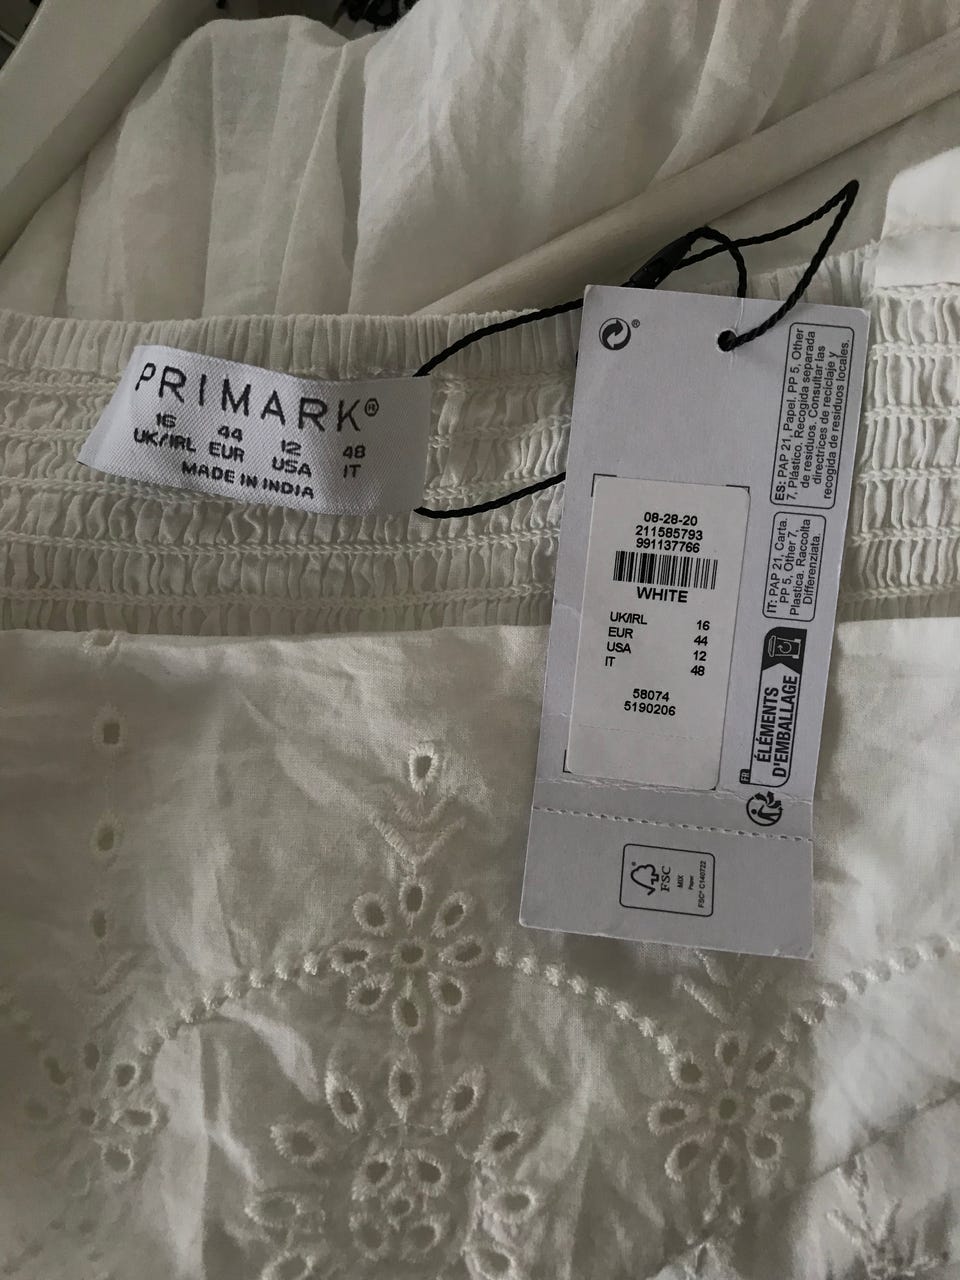 PRIMARK®
16 44 12 48
UK/IRL EUR USA IT
MADE IN INDIA
®
08-28-20
211585793
991137766
WHITE
UK/IRL 16
EUR 44
USA 12
IT 48
58074
5190206
ES: PAP 21, Papel, PP 5, Other
7, Plástico. Recogida separada
de residuos. Consultar las
directrices de reciclaje y
recogida de residuos locales.
IT: PAP 21, Carta.
PP 5, Other 7,
Plastica. Raccolta
Differenziata.
FR
ÉLÉMENTS
D'EMBALLAGE
®
FSC
MIX
Paper
FSC® C140722